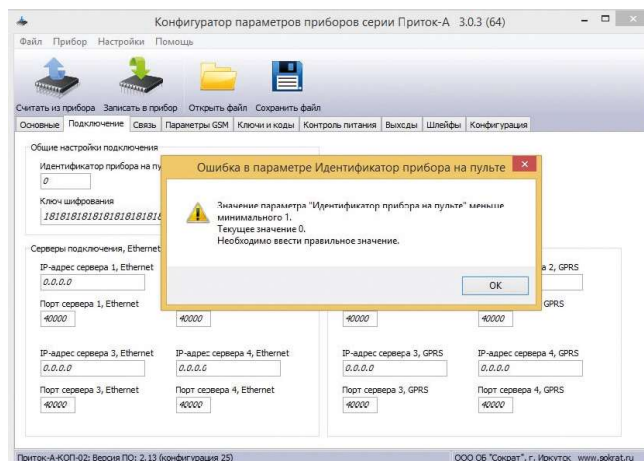 Конфигуратор параметров приборов серии Приток-А 3.0.3 (64)
Файл Прибор Настройки Помощь
Считать из прибора Записать в прибор Открыть файл Сохранить файл
Основные Подключение Связь Параметры GSM Ключи и коды Контроль питания Выходы Шлейфы Конфигурация
Общие настройки подключения
Идентификатор прибора на
0
Ключ шифрования
Ошибка в параметре Идентификатор прибора на пульте
Значение параметра "Идентификатор прибора на пульте" меньше
минимального 1.
Текущее значение 0.
Необходимо ввести правильное значение.
OK
Серверы подключения, Ethernet
IP-адрес сервера 1, Ethernet
2, GPRS
0.0.0.0
Порт сервера 1, Ethernet
GPRS
40000 40000 40000 40000
IP-адрес сервера 3, Ethernet IP-адрес сервера 4, Ethernet IP-адрес сервера 3, GPRS IP-адрес сервера 4, GPRS
0.0.0.0 0.0.0.0 0.0.0.0 0.0.0.0
Порт сервера 3, Ethernet Порт сервера 4, Ethernet Порт сервера 3, GPRS Порт сервера 4, GPRS
40000 40000 40000 40000
Приток-А-КОП-02: Версия ПО: 2.13 (конфигурация 25) ООО ОБ "Сократ", г. Иркутск www.sokrat.ru